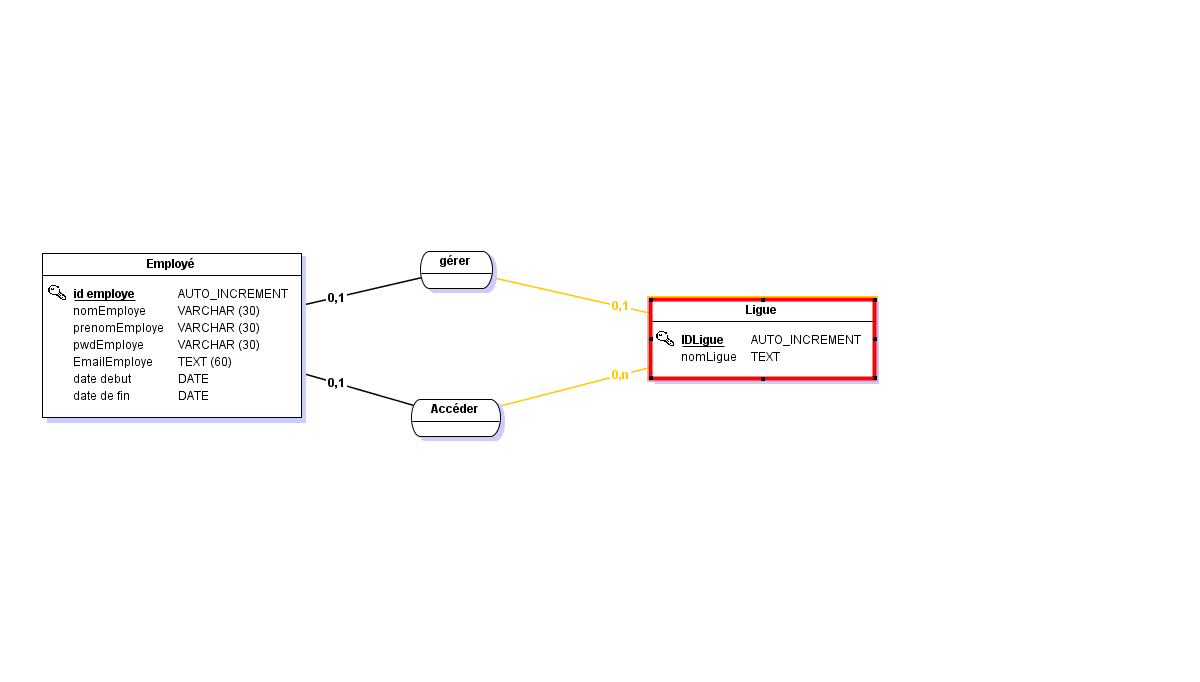 Employé
id employe AUTO_INCREMENT
nomEmploye VARCHAR (30)
prenomEmploye VARCHAR (30)
pwdEmploye VARCHAR (30)
EmailEmploye TEXT (60)
date debut DATE
date de fin DATE
0,1
gérer
0,1
0,1
Accéder
0,n
Ligue
IDLigue AUTO_INCREMENT
nomLigue TEXT